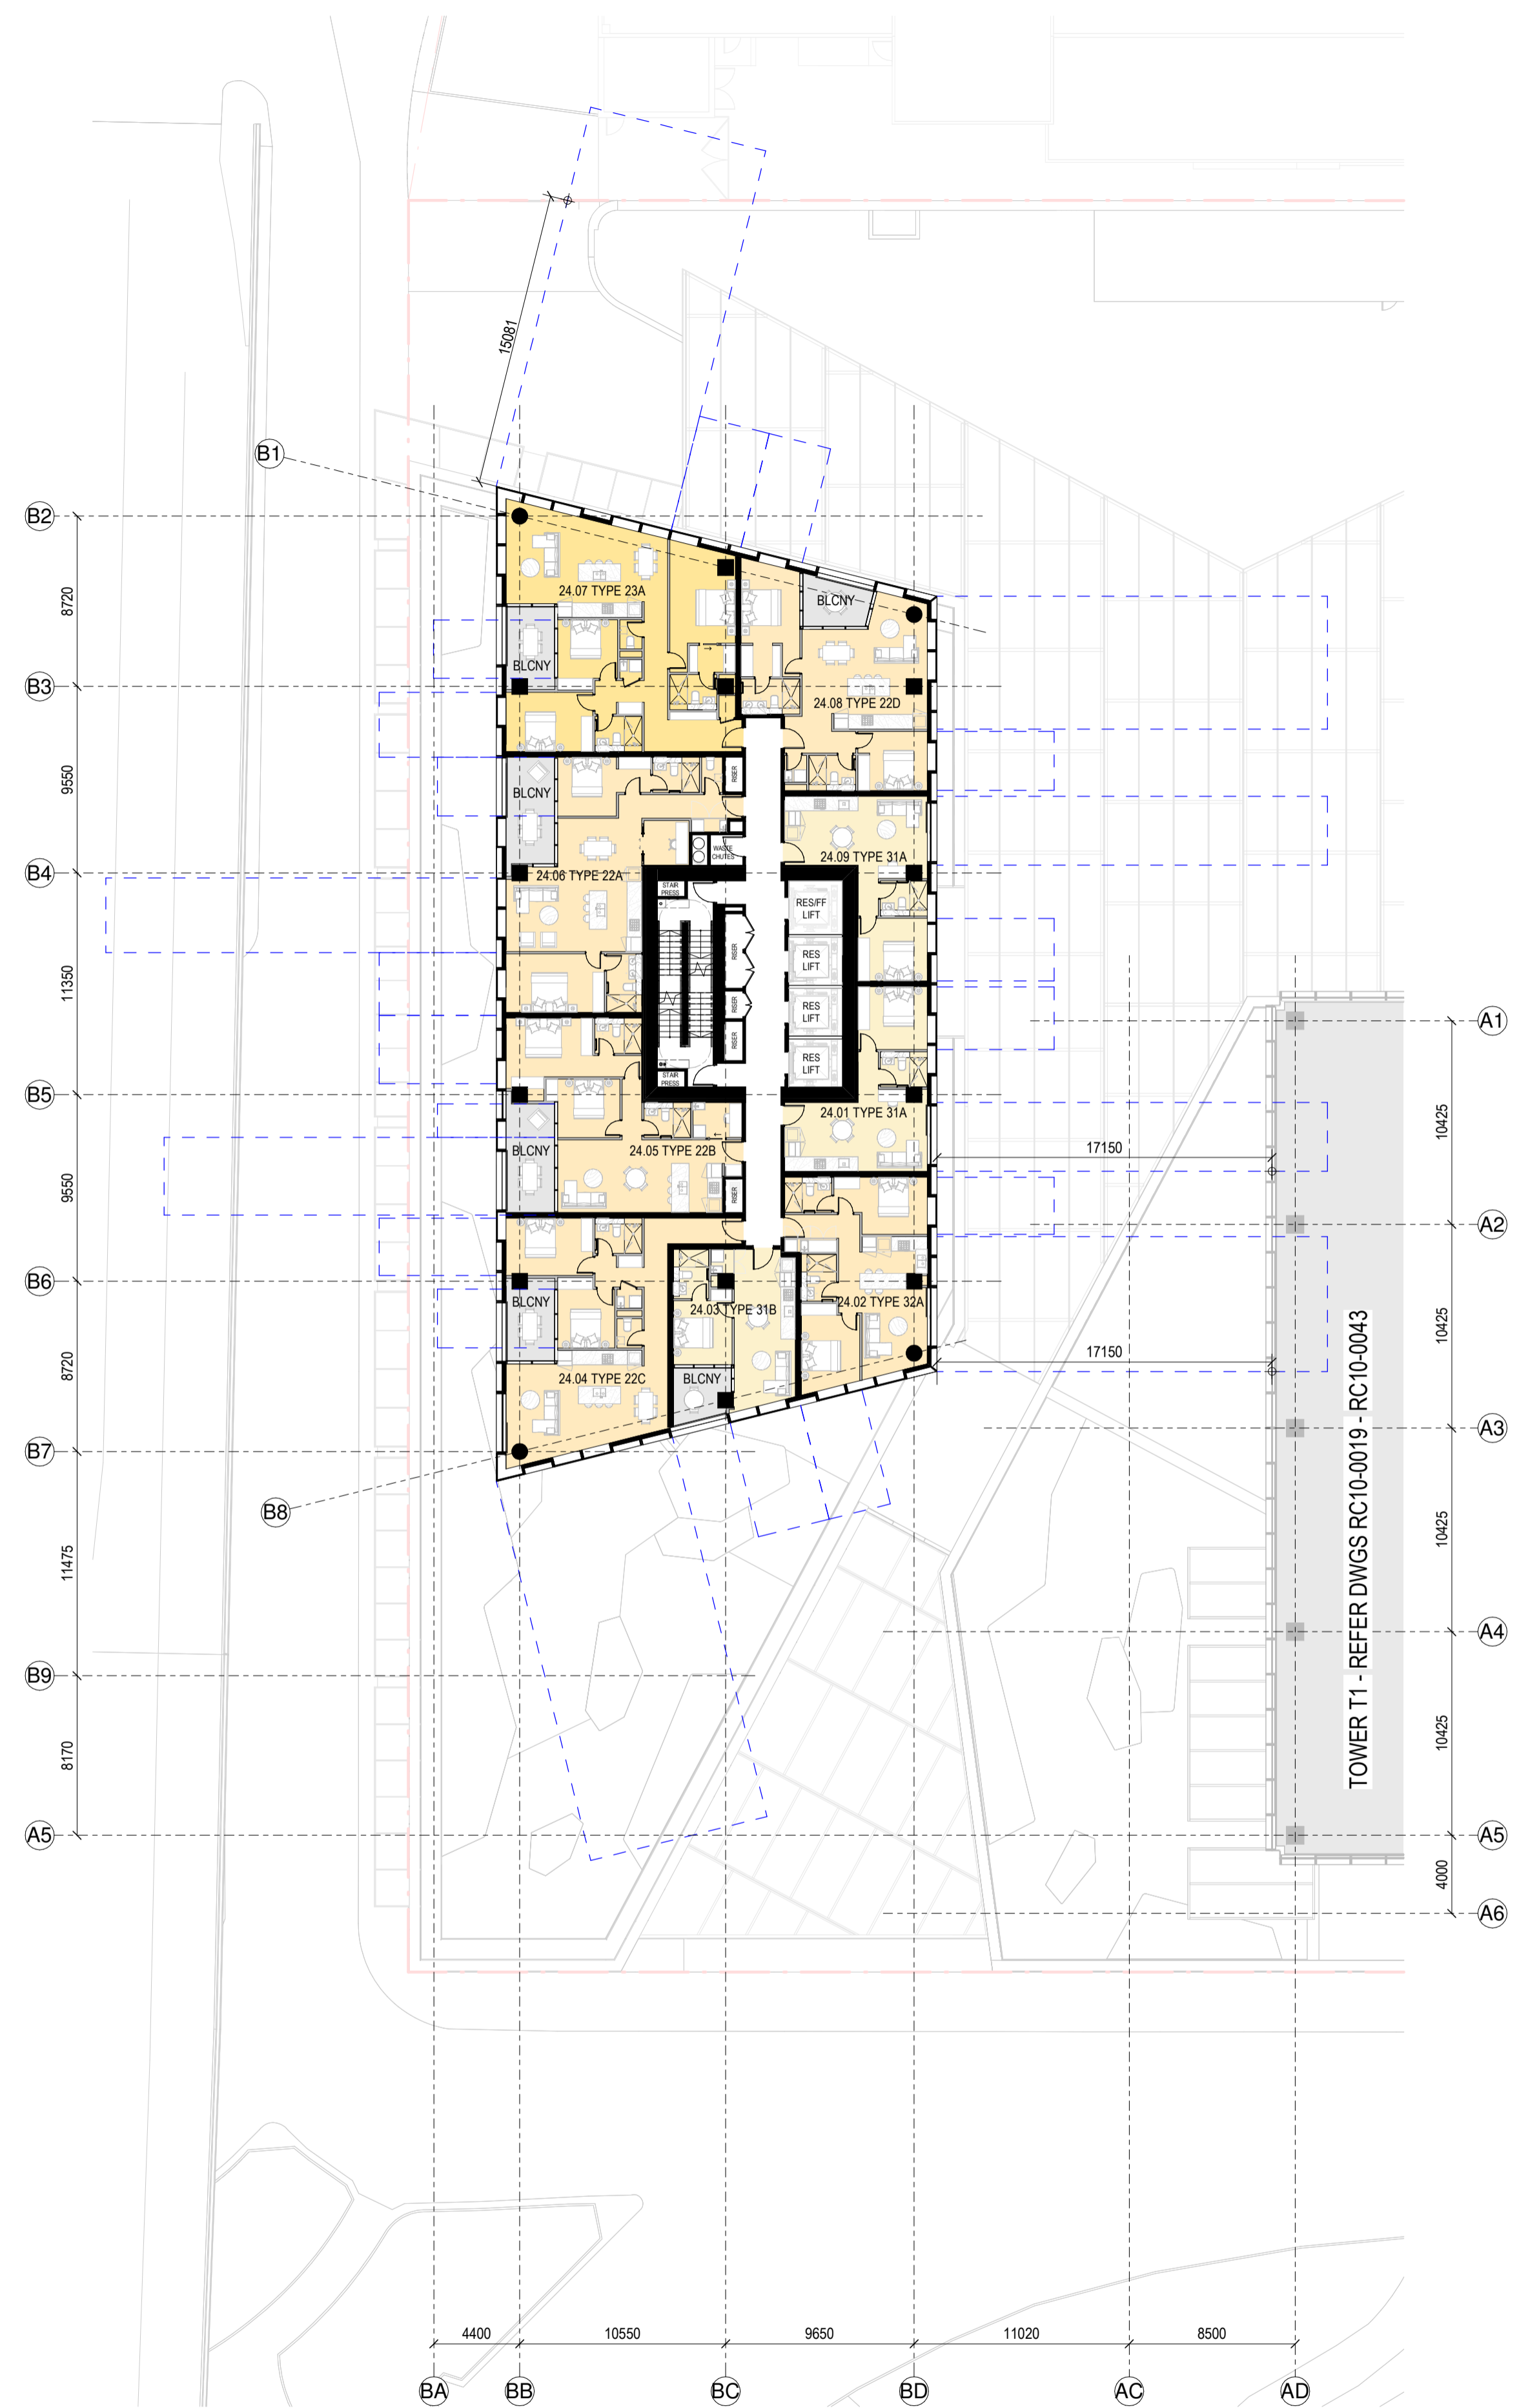 15081
B1
B2
8720
24.07 TYPE 23A
BLCNY
BLCNY
B3
24.08 TYPE 22D
9550
BLCNY
RISER
WASTE
CHUTES
24.09 TYPE 31A
B4
24.06 TYPE 22A
STAIR
PRESS
RES/FF
LIFT
RISER
RES
LIFT
11350
RISER
RES
LIFT
A1
RISER
RES
LIFT
STAIR
PRESS
B5
24.01 TYPE 31A
10425
BLCNY
24.05 TYPE 22B
17150
9550
RISER
A2
B6
BLCNY
24.03 TYPE 31B
24.02 TYPE 32A
10425
8720
24.04 TYPE 22C
BLCNY
17150
A3
B7
B8
TOWER T1 - REFER DWGS RC10-0019 - RC10-0043
11475
10425
A4
B9
8170
10425
A5
A5
4000
A6
4400
10550
9650
11020
8500
BA
BB
BC
BD
AC
AD